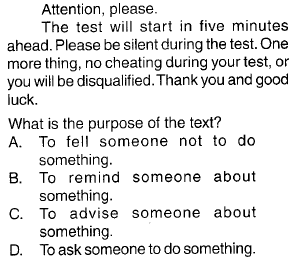 Attention, please.
The test will start in five minutes
ahead. Please be silent during the test. One
more thing, no cheating during your test, or
you will be disqualified. Thank you and good
luck.
What is the purpose of the text?
A. To fell someone not to do
something.
B. To remind someone about
something.
C. To advise someone about
something.
D. To ask someone to do something.